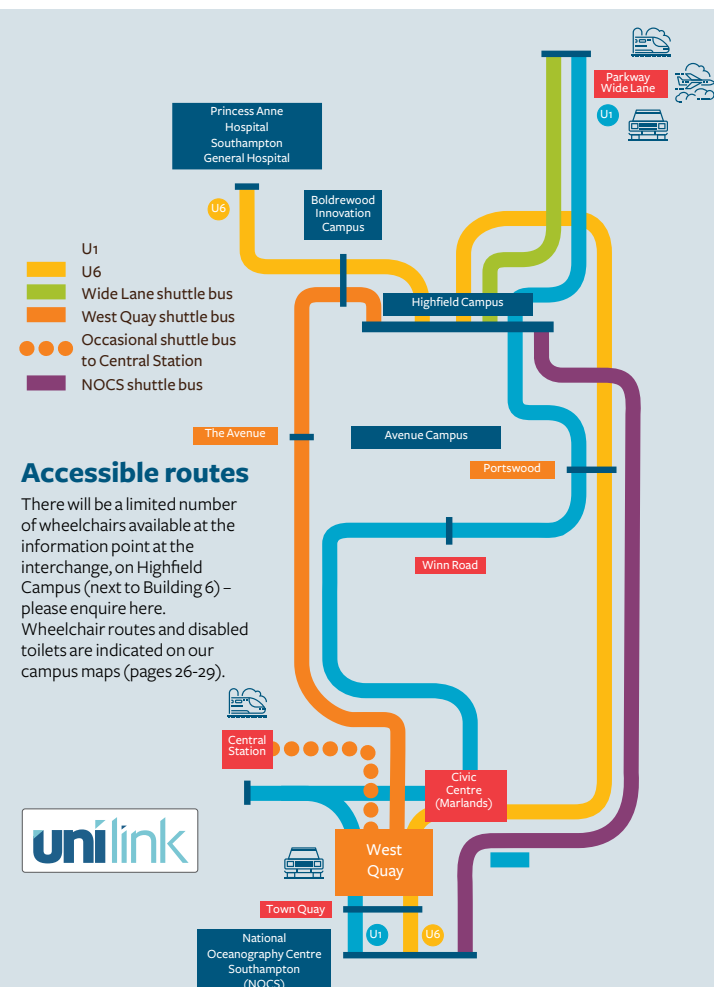 Parkway
Wide Lane
U1
Princess Anne
Hospital
Southampton
General Hospital
U6
Boldrewood
Innovation
Campus
U1
U6
Wide Lane shuttle bus
West Quay shuttle bus
Occasional shuttle bus
to Central Station
NOCS shuttle bus
Highfield Campus
The Avenue
Avenue Campus
Portswood
Winn Road
Accessible routes
There will be a limited number
of wheelchairs available at the
information point at the
interchange, on Highfield
Campus (next to Building 6) –
please enquire here.
Wheelchair routes and disabled
toilets are indicated on our
campus maps (pages 26-29).
Central
Station
Civic
Centre
(Marlands)
unilink
West
Quay
Town Quay
U1
U6
National
Oceanography Centre
Southampton
(NOCS)